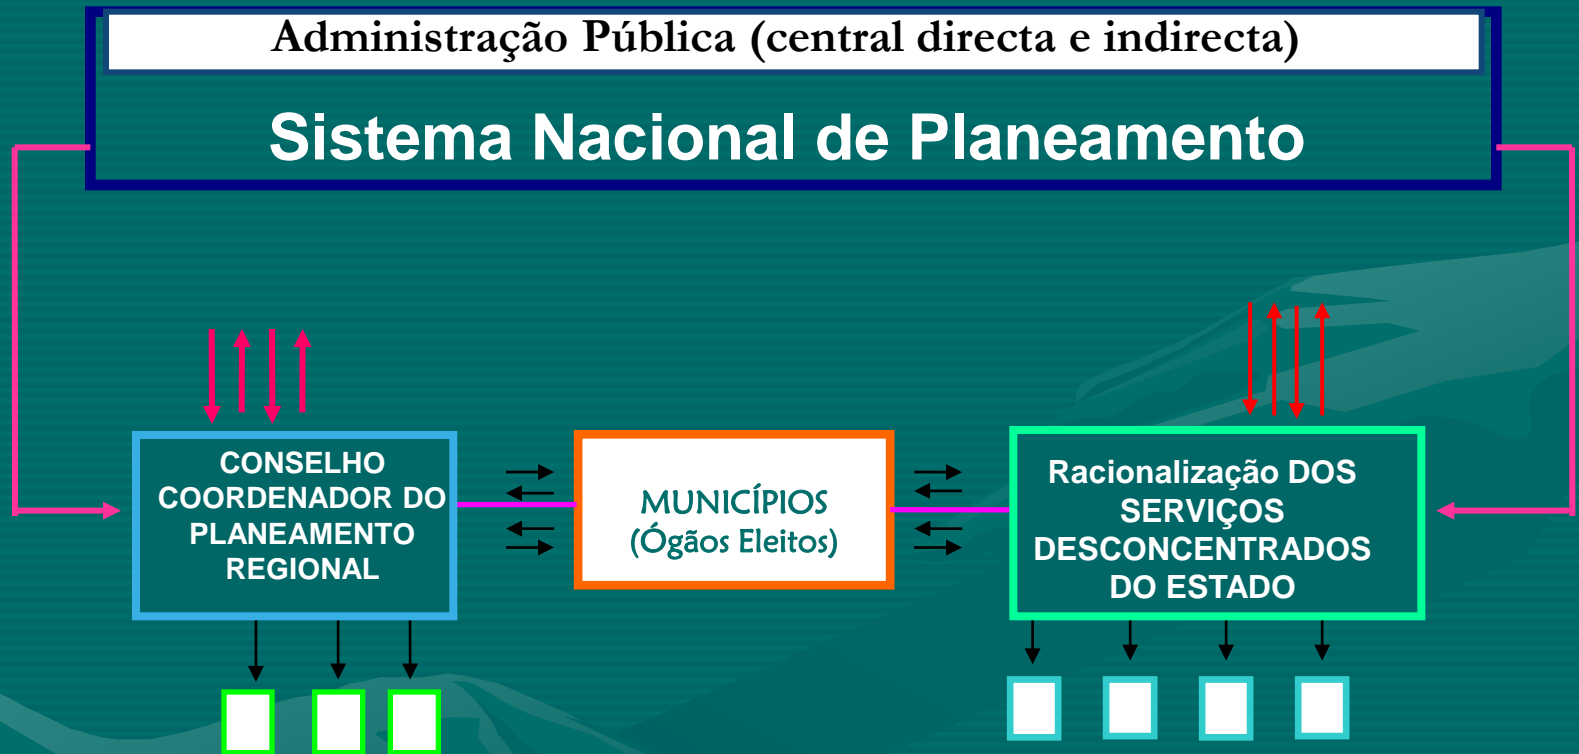 Administração Pública (central directa e indirecta)
Sistema Nacional de Planeamento
CONSELHO
COORDENADOR DO
PLANEAMENTO
REGIONAL
MUNICÍPIOS
(Ógãos Eleitos)
Racionalização DOS
SERVIÇOS
DESCONCENTRADOS
DO ESTADO